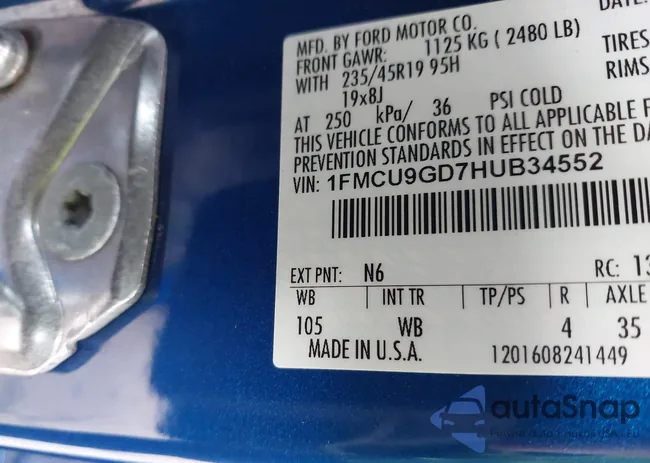 DATE:
MFD. BY FORD MOTOR CO.
FRONT GAWR: 1125 KG ( 2480 LB) TIRES
WITH 235/45R19 95H RIMS
19x8J
AT 250 kPa/ 36 PSI COLD
THIS VEHICLE CONFORMS TO ALL APPLICABLE F
PREVENTION STANDARDS IN EFFECT ON THE DA
VIN: 1FMCU9GD7HUB34552
EXT PNT: N6 RC: 13
WB INT TR TP/PS R AXLE
105 WB 4 35
MADE IN U.S.A. 1201608241449
autaSnap